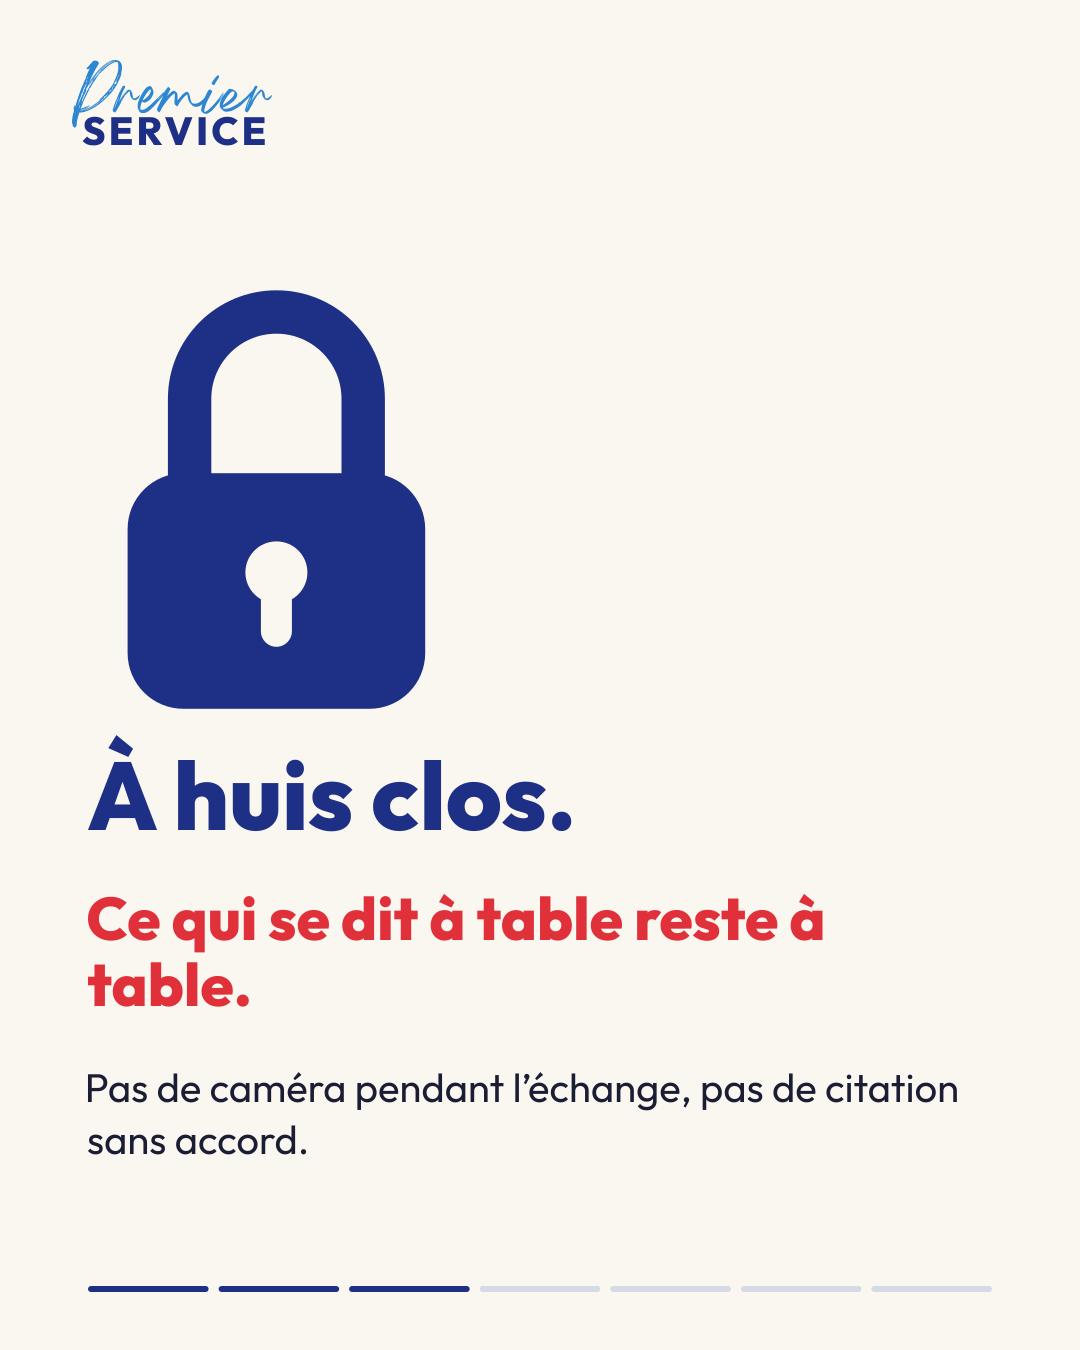 Premier
SERVICE
À huis clos.
Ce qui se dit à table reste à
table.
Pas de caméra pendant l’échange, pas de citation
sans accord.